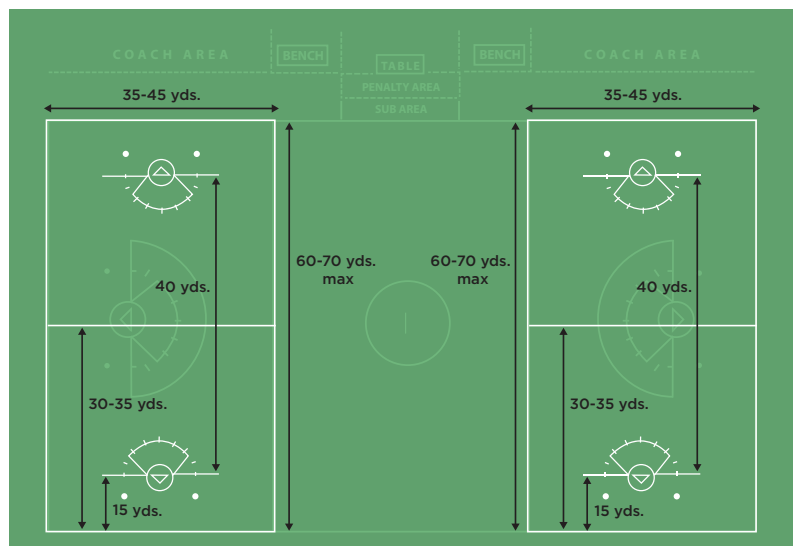 COACH AREA
BENCH
TABLE
BENCH
COACH AREA
PENALTY AREA
SUB AREA
35-45 yds.
35-45 yds.
60-70 yds.
max
60-70 yds.
max
40 yds.
40 yds.
30-35 yds.
30-35 yds.
15 yds.
15 yds.